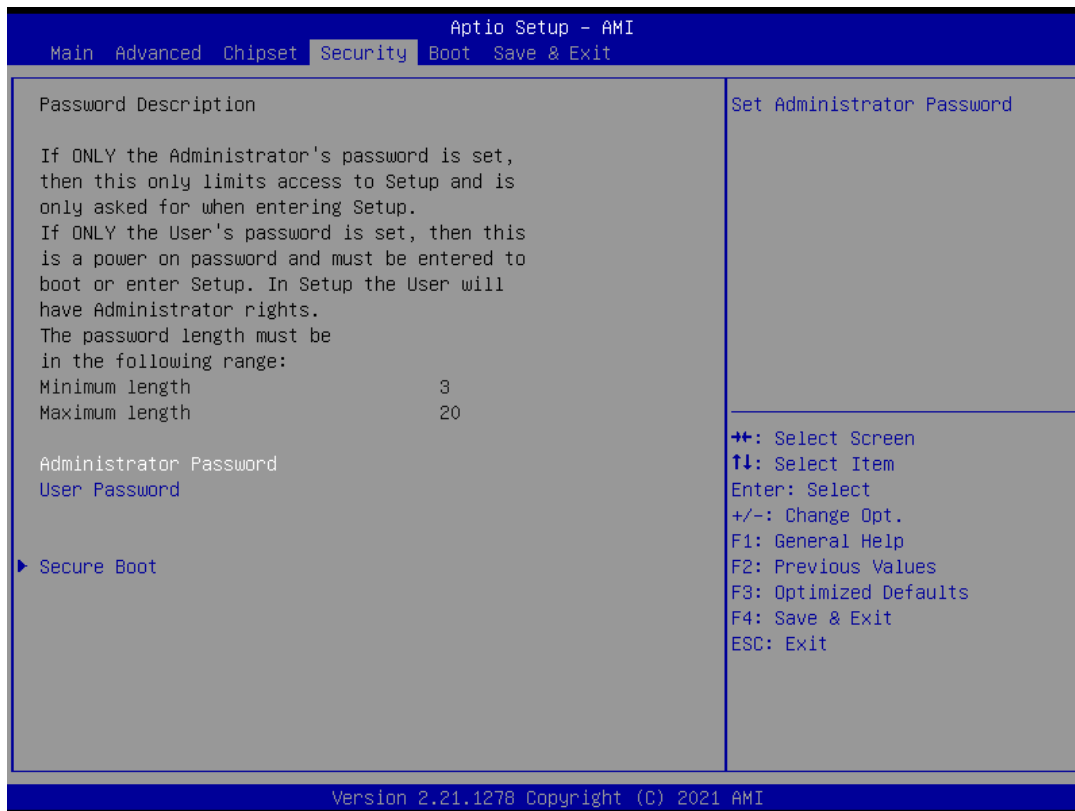 Aptio Setup – AMI
Main Advanced Chipset Security Boot Save & Exit
Password Description
If ONLY the Administrator's password is set,
then this only limits access to Setup and is
only asked for when entering Setup.
If ONLY the User's password is set, then this
is a power on password and must be entered to
boot or enter Setup. In Setup the User will
have Administrator rights.
The password length must be
in the following range:
Minimum length 3
Maximum length 20
Administrator Password
User Password
Secure Boot
Set Administrator Password
→←: Select Screen
↑↓: Select Item
Enter: Select
+/-: Change Opt.
F1: General Help
F2: Previous Values
F3: Optimized Defaults
F4: Save & Exit
ESC: Exit
Version 2.21.1278 Copyright (C) 2021 AMI